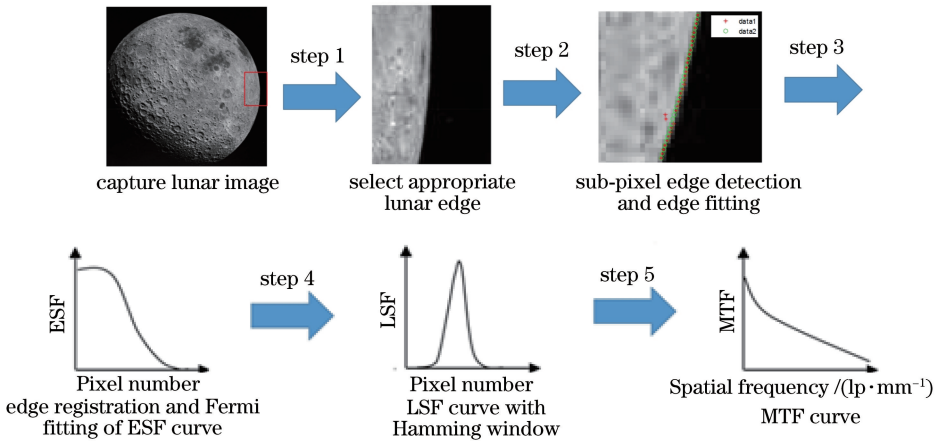 step 1
step 2
data1
data2
step 3
capture lunar image
select appropriate
lunar edge
sub-pixel edge detection
and edge fitting
ESF
step 4
Pixel number
edge registration and Fermi
fitting of ESF curve
LSF
step 5
Pixel number
LSF curve with
Hamming window
MTF
Spatial frequency /(lp·mm⁻¹)
MTF curve